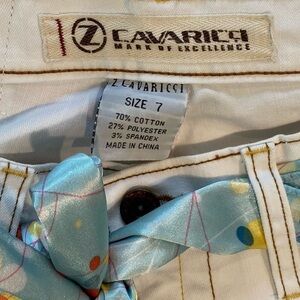 Z CAVARICCI
MARK OF EXCELLENCE
Z CAVARICCI
SIZE 7
70% COTTON
27% POLYESTER
3% SPANDEX
MADE IN CHINA